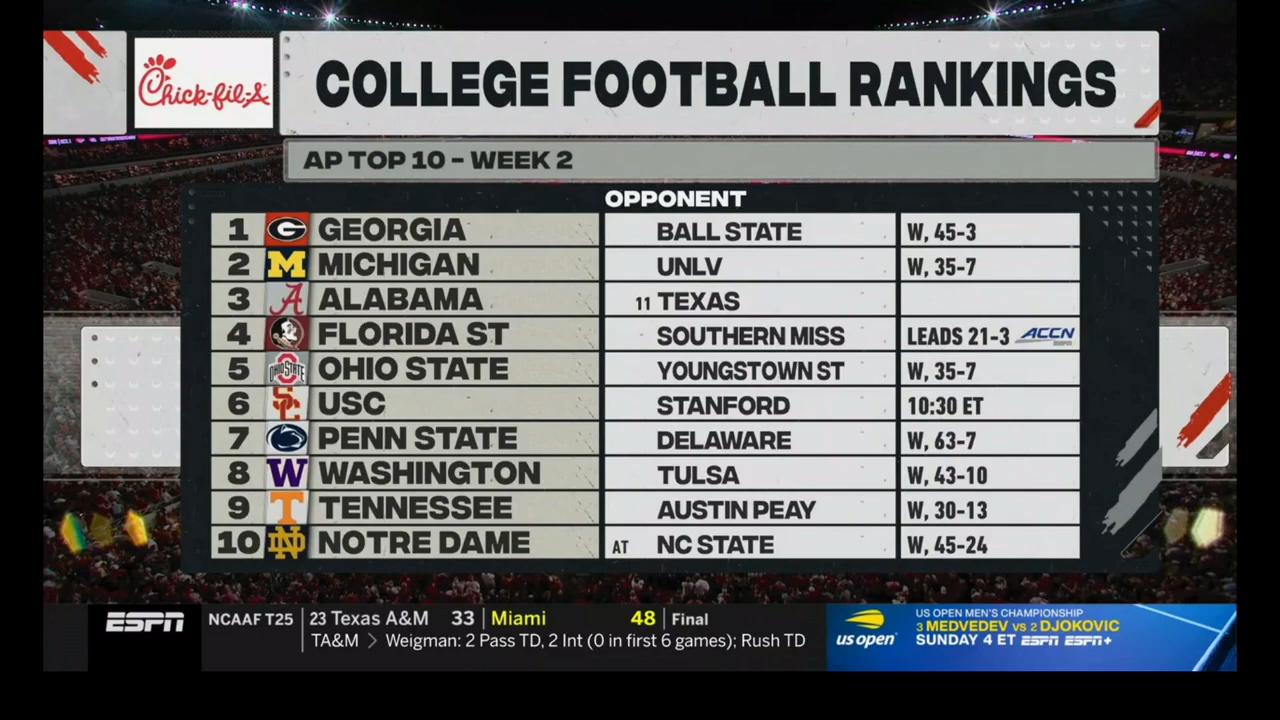 Chick-fil-A
COLLEGE FOOTBALL RANKINGS
AP TOP 10 - WEEK 2
OPPONENT
1 G GEORGIA BALL STATE W, 45-3
2 M MICHIGAN UNLV W, 35-7
3 A ALABAMA 11 TEXAS
4 FLORIDA ST SOUTHERN MISS LEADS 21-3 ACCN ESPN
5 OHIO STATE OHIO STATE YOUNGSTOWN ST W, 35-7
6 SC USC STANFORD 10:30 ET
7 PENN STATE DELAWARE W, 63-7
8 W WASHINGTON TULSA W, 43-10
9 T TENNESSEE AUSTIN PEAY W, 30-13
10 ND NOTRE DAME AT NC STATE W, 45-24
ESPN NCAAF T25 23 Texas A&M 33 Miami 48 Final
TA&M > Weigman: 2 Pass TD, 2 Int (0 in first 6 games); Rush TD
us open
US OPEN MEN'S CHAMPIONSHIP
3 MEDVEDEV vs 2 DJOKOVIC
SUNDAY 4 ET ESPN ESPN+